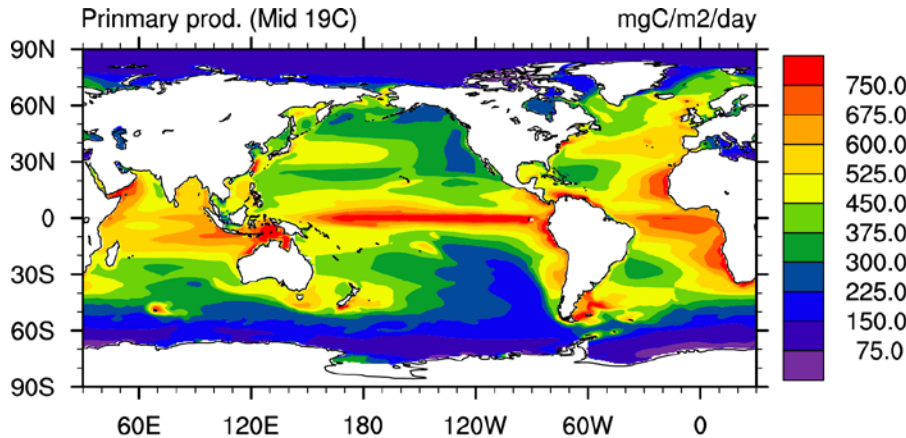 Prinmary prod. (Mid 19C) mgC/m2/day
90N
60N
30N
0
30S
60S
90S
60E 120E 180 120W 60W 0
750.0
675.0
600.0
525.0
450.0
375.0
300.0
225.0
150.0
75.0